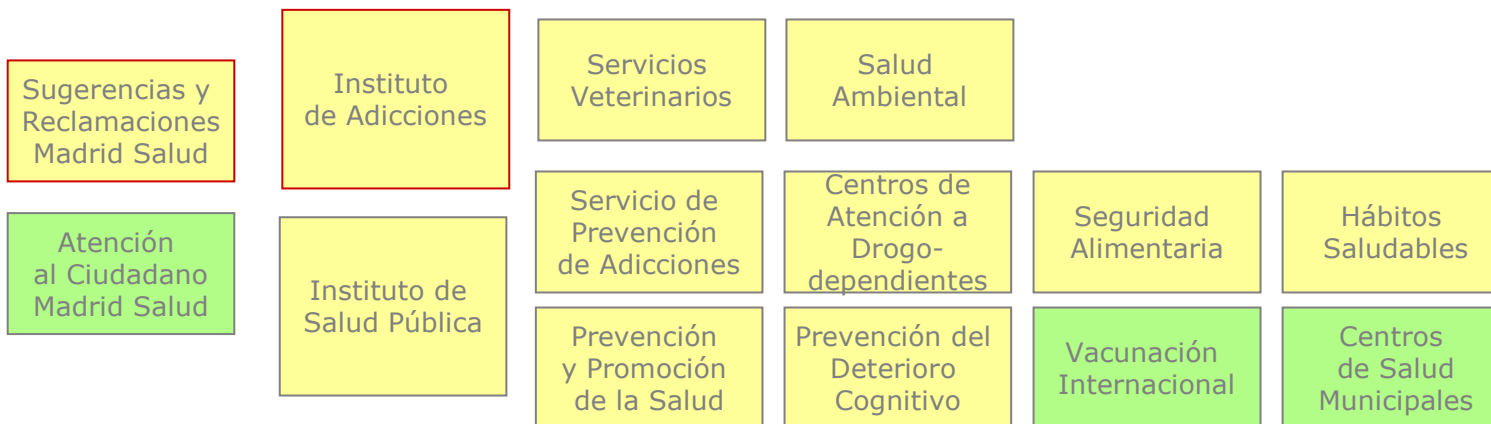 Sugerencias y
Reclamaciones
Madrid Salud
Instituto
de Adicciones
Servicios
Veterinarios
Salud
Ambiental
Atención
al Ciudadano
Madrid Salud
Instituto de
Salud Pública
Servicio de
Prevención
de Adicciones
Centros de
Atención a
Drogo-
dependientes
Seguridad
Alimentaria
Hábitos
Saludables
Prevención
y Promoción
de la Salud
Prevención del
Deterioro
Cognitivo
Vacunación
Internacional
Centros
de Salud
Municipales